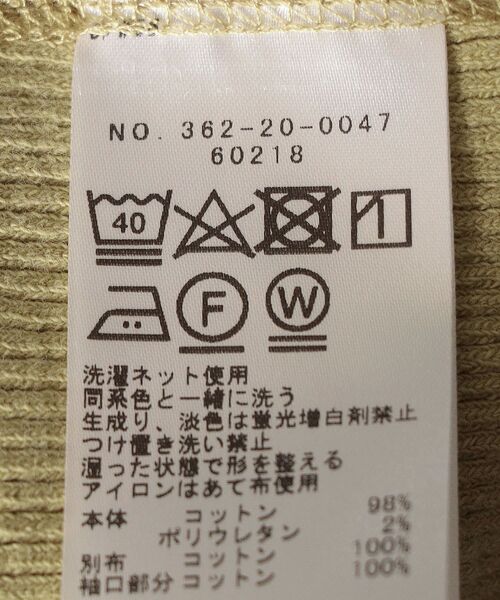 NO. 362-20-0047
60218
40
F
W
洗濯ネット使用
同系色と一緒に洗う
生成り、淡色は蛍光増白剤禁止
つけ置き洗い禁止
湿った状態で形を整える
アイロンはあて布使用
本体 コットン 98%
ポリウレタン 2%
別布 コットン 100%
袖口部分 コットン 100%